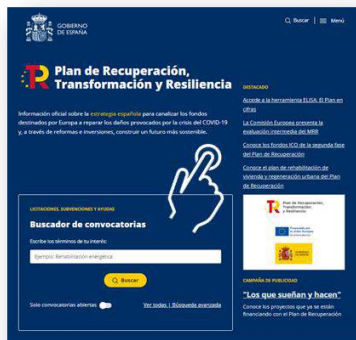 GOBIERNO
DE ESPAÑA
Buscar
Menú
Plan de Recuperación,
Transformación y Resiliencia
Información oficial sobre la estrategia española para canalizar los fondos
destinados por Europa a reparar los daños provocados por la crisis del COVID-19
y, a través de reformas e inversiones, construir un futuro más sostenible.
LICITACIONES, SUBVENCIONES Y AYUDAS
Buscador de convocatorias
Escribe los términos de tu interés:
Ejemplo: Rehabilitación energética
Buscar
Solo convocatorias abiertas
Ver todas | Búsqueda avanzada
DESTACADO
Accede a la herramienta ELISA: El Plan en
cifras
La Comisión Europea presenta la
evaluación intermedia del MRR
Conoce los fondos ICO de la segunda fase
del Plan de Recuperación
Conoce el plan de rehabilitación de
vivienda y regeneración urbana del Plan
de Recuperación
Plan de Recuperación,
Transformación
y Resiliencia
CAMPAÑA DE PUBLICIDAD
"Los que sueñan y hacen"
Conoce los proyectos que ya se están
financiando con el Plan de Recuperación